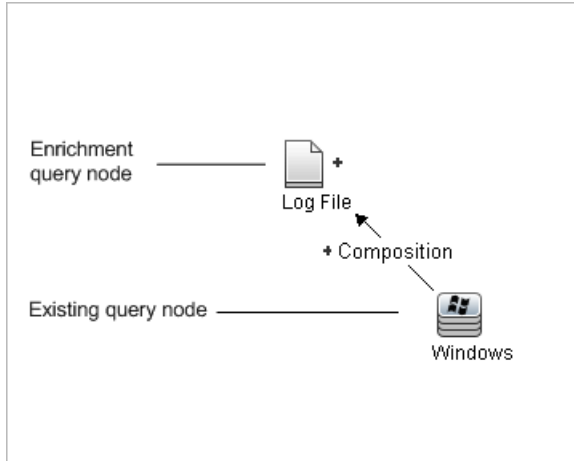 Enrichment
query node
Log File
Composition
Existing query node
Windows